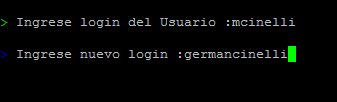 > Ingrese login del Usuario :mcinelli
> Ingrese nuevo login :germancinelli